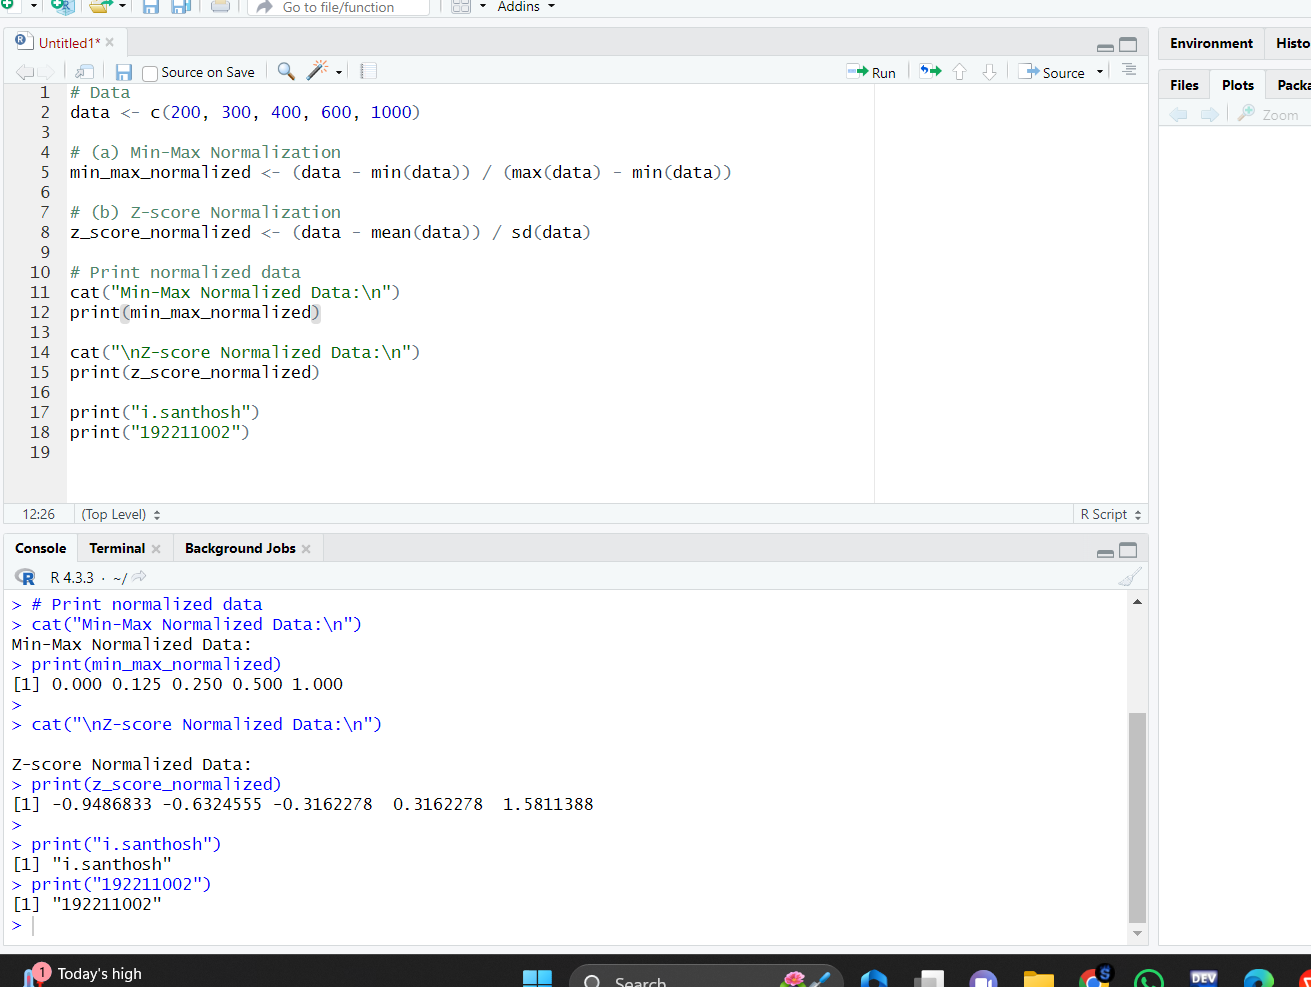 Go to file/function
Addins
Untitled1*
Source on Save
Run
Source
1 # Data
2 data <- c(200, 300, 400, 600, 1000)
3
4 # (a) Min-Max Normalization
5 min_max_normalized <- (data - min(data)) / (max(data) - min(data))
6
7 # (b) Z-score Normalization
8 z_score_normalized <- (data - mean(data)) / sd(data)
9
10 # Print normalized data
11 cat("Min-Max Normalized Data:\n")
12 print(min_max_normalized)
13
14 cat("\nZ-score Normalized Data:\n")
15 print(z_score_normalized)
16
17 print("i.santhosh")
18 print("192211002")
19
12:26 (Top Level) R Script
Console Terminal Background Jobs
R 4.3.3 · ~/
> # Print normalized data
> cat("Min-Max Normalized Data:\n")
Min-Max Normalized Data:
> print(min_max_normalized)
[1] 0.000 0.125 0.250 0.500 1.000
>
> cat("\nZ-score Normalized Data:\n")
Z-score Normalized Data:
> print(z_score_normalized)
[1] -0.9486833 -0.6324555 -0.3162278  0.3162278  1.5811388
>
> print("i.santhosh")
[1] "i.santhosh"
> print("192211002")
[1] "192211002"
>
Environment Histo
Files Plots Packa
Zoom
1 Today's high
Search
S
DEV